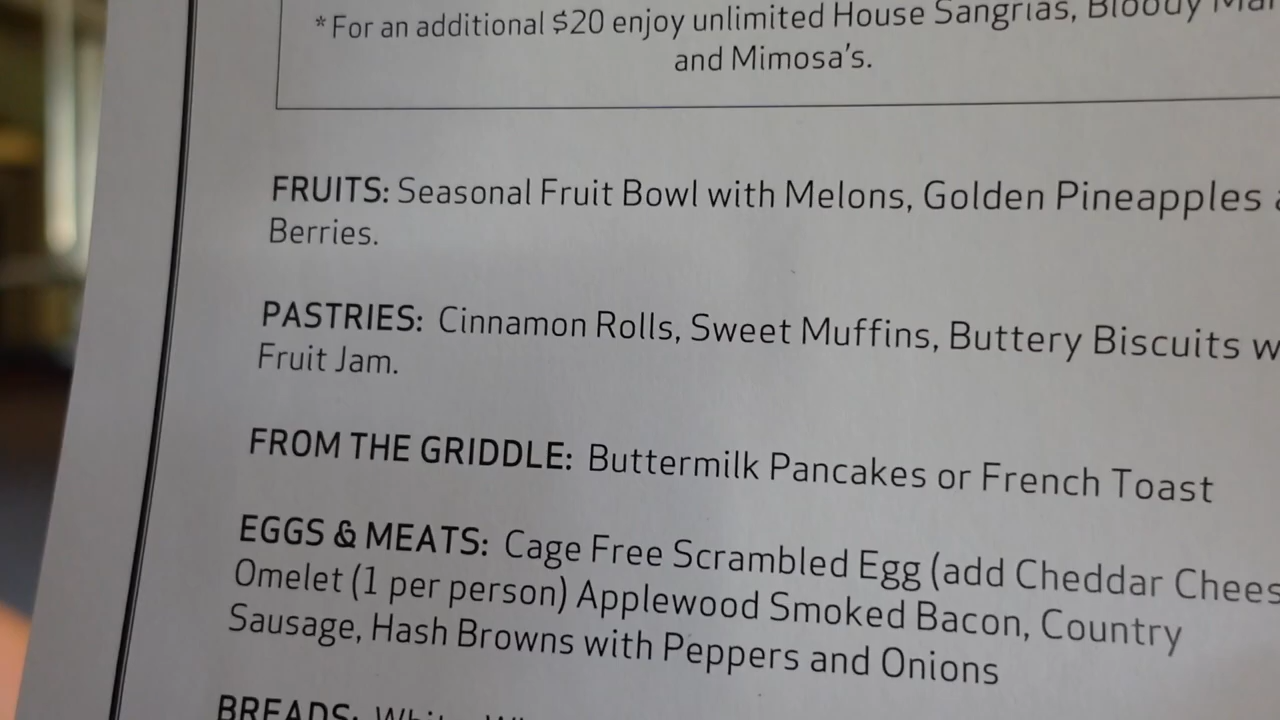 * For an additional $20 enjoy unlimited House Sangrias, Bloody
and Mimosa's.
FRUITS: Seasonal Fruit Bowl with Melons, Golden Pineapples
Berries.
PASTRIES: Cinnamon Rolls, Sweet Muffins, Buttery Biscuits
Fruit Jam.
FROM THE GRIDDLE: Buttermilk Pancakes or French Toast
EGGS & MEATS: Cage Free Scrambled Egg (add Cheddar
Omelet (1 per person) Applewood Smoked Bacon, Country
Sausage, Hash Browns with Peppers and Onions
BREADS: